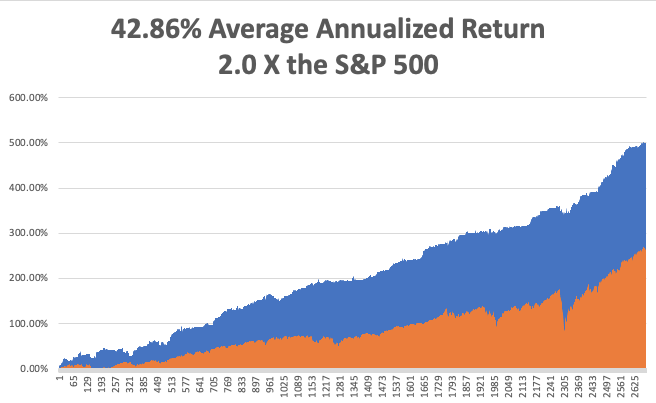 42.86% Average Annualized Return
2.0 X the S&P 500
600.00%
500.00%
400.00%
300.00%
200.00%
100.00%
0.00%
1 65 129 193 257 321 385 449 513 577 641 705 769 833 897 961 1025 1089 1153 1217 1281 1345 1409 1473 1537 1601 1665 1729 1793 1857 1921 1985 2049 2113 2177 2241 2305 2369 2433 2497 2561 2625